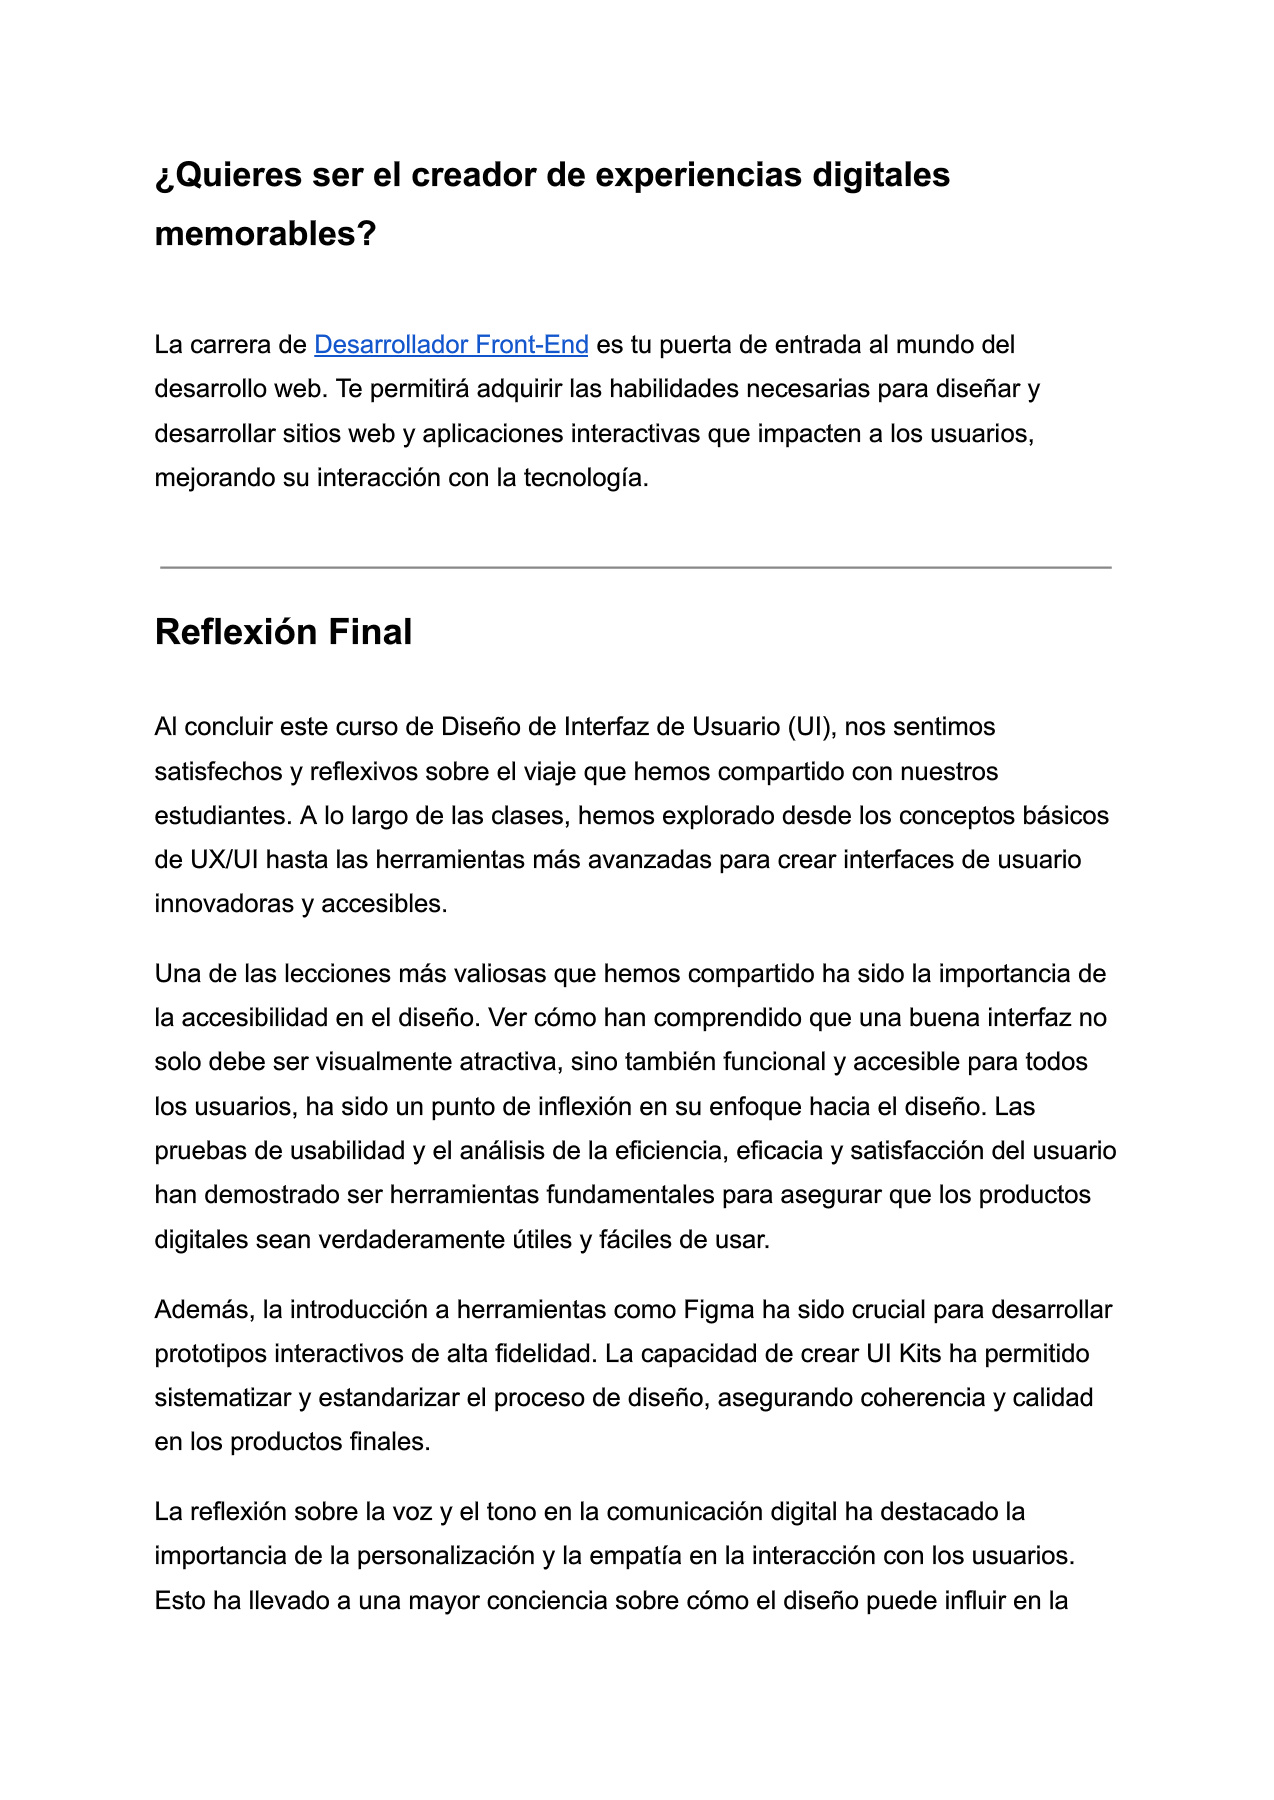 ¿Quieres ser el creador de experiencias digitales
memorables?
La carrera de Desarrollador Front-End es tu puerta de entrada al mundo del
desarrollo web. Te permitirá adquirir las habilidades necesarias para diseñar y
desarrollar sitios web y aplicaciones interactivas que impacten a los usuarios,
mejorando su interacción con la tecnología.
Reflexión Final
Al concluir este curso de Diseño de Interfaz de Usuario (UI), nos sentimos
satisfechos y reflexivos sobre el viaje que hemos compartido con nuestros
estudiantes. A lo largo de las clases, hemos explorado desde los conceptos básicos
de UX/UI hasta las herramientas más avanzadas para crear interfaces de usuario
innovadoras y accesibles.
Una de las lecciones más valiosas que hemos compartido ha sido la importancia de
la accesibilidad en el diseño. Ver cómo han comprendido que una buena interfaz no
solo debe ser visualmente atractiva, sino también funcional y accesible para todos
los usuarios, ha sido un punto de inflexión en su enfoque hacia el diseño. Las
pruebas de usabilidad y el análisis de la eficiencia, eficacia y satisfacción del usuario
han demostrado ser herramientas fundamentales para asegurar que los productos
digitales sean verdaderamente útiles y fáciles de usar.
Además, la introducción a herramientas como Figma ha sido crucial para desarrollar
prototipos interactivos de alta fidelidad. La capacidad de crear UI Kits ha permitido
sistematizar y estandarizar el proceso de diseño, asegurando coherencia y calidad
en los productos finales.
La reflexión sobre la voz y el tono en la comunicación digital ha destacado la
importancia de la personalización y la empatía en la interacción con los usuarios.
Esto ha llevado a una mayor conciencia sobre cómo el diseño puede influir en la